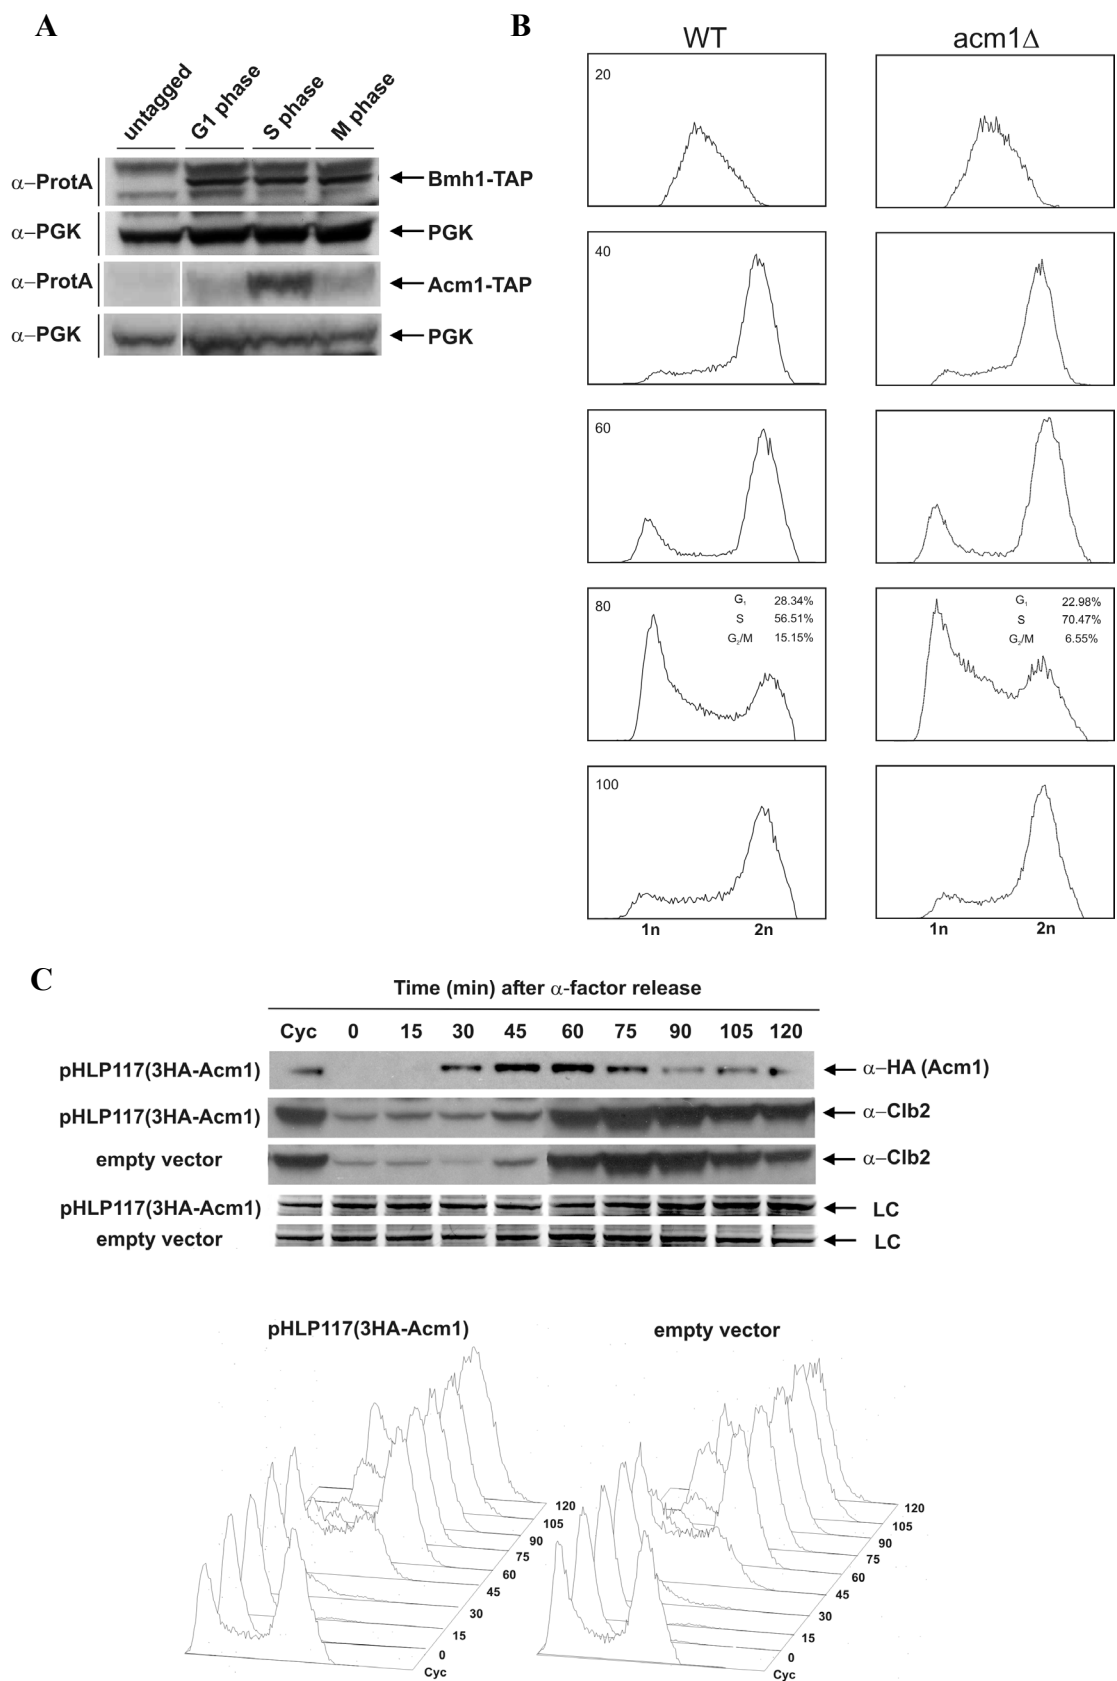 A
untagged
G1 phase
S phase
M phase
α–ProtA
Bmh1-TAP
α–PGK
PGK
α–ProtA
Acm1-TAP
α–PGK
PGK
B
WT
acm1Δ
20
40
60
80
G₁ 28.34%
S 56.51%
G₂/M 15.15%
G₁ 22.98%
S 70.47%
G₂/M 6.55%
100
1n 2n
1n 2n
C
Time (min) after α-factor release
Cyc 0 15 30 45 60 75 90 105 120
pHLP117(3HA-Acm1) α–HA (Acm1)
pHLP117(3HA-Acm1) α–Clb2
empty vector α–Clb2
pHLP117(3HA-Acm1) LC
empty vector LC
pHLP117(3HA-Acm1)
120
105
90
75
60
45
30
15
0
Cyc
empty vector
120
105
90
75
60
45
30
15
0
Cyc